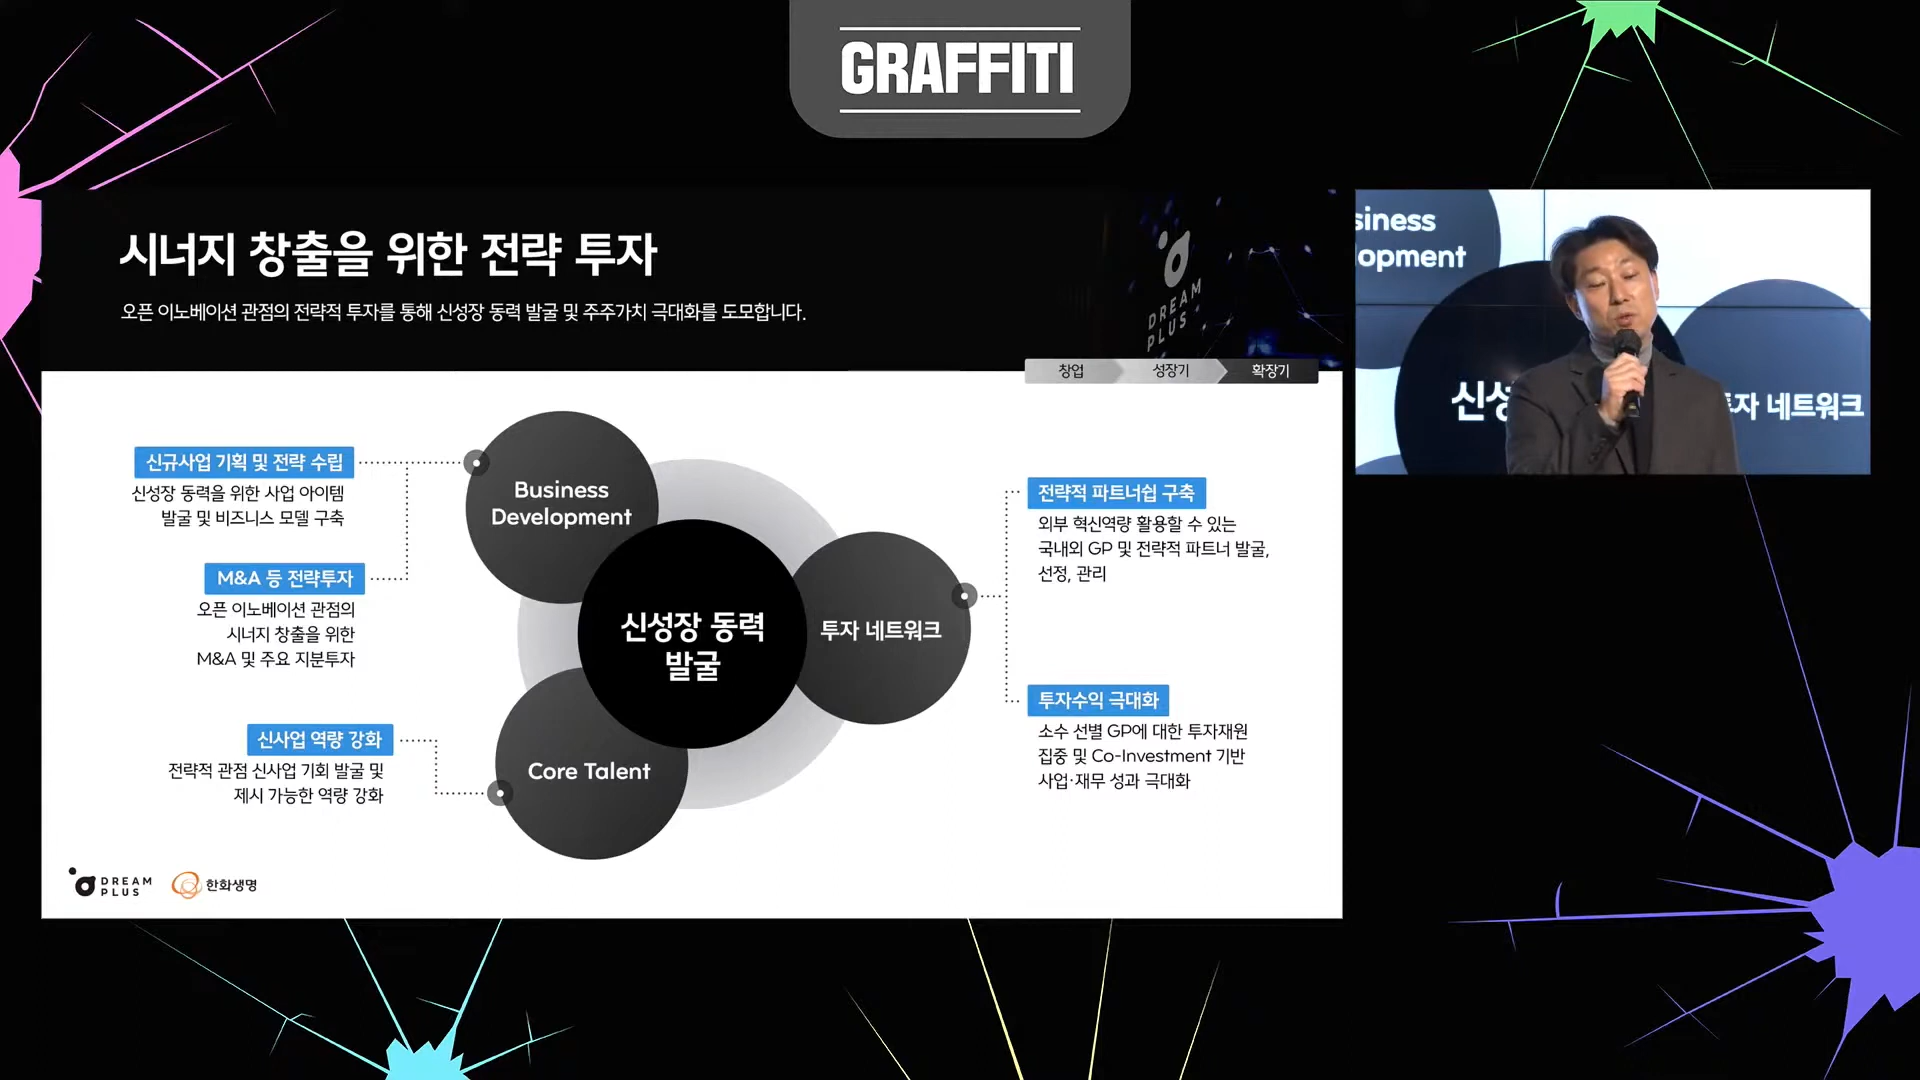 GRAFFITI
시너지 창출을 위한 전략 투자
오픈 이노베이션 관점의 전략적 투자를 통해 신성장 동력 발굴 및 주주가치 극대화를 도모합니다.
DREAM
PLUS
창업
성장기
확장기
siness
opment
신성
투자 네트워크
신규사업 기획 및 전략 수립
신성장 동력을 위한 사업 아이템
발굴 및 비즈니스 모델 구축
M&A 등 전략투자
오픈 이노베이션 관점의
시너지 창출을 위한
M&A 및 주요 지분투자
신사업 역량 강화
전략적 관점 신사업 기회 발굴 및
제시 가능한 역량 강화
Business
Development
신성장 동력
발굴
투자 네트워크
Core Talent
전략적 파트너쉽 구축
외부 혁신역량 활용할 수 있는
국내외 GP 및 전략적 파트너 발굴,
선정, 관리
투자수익 극대화
소수 선별 GP에 대한 투자재원
집중 및 Co-Investment 기반
사업·재무 성과 극대화
DREAM
PLUS
한화생명